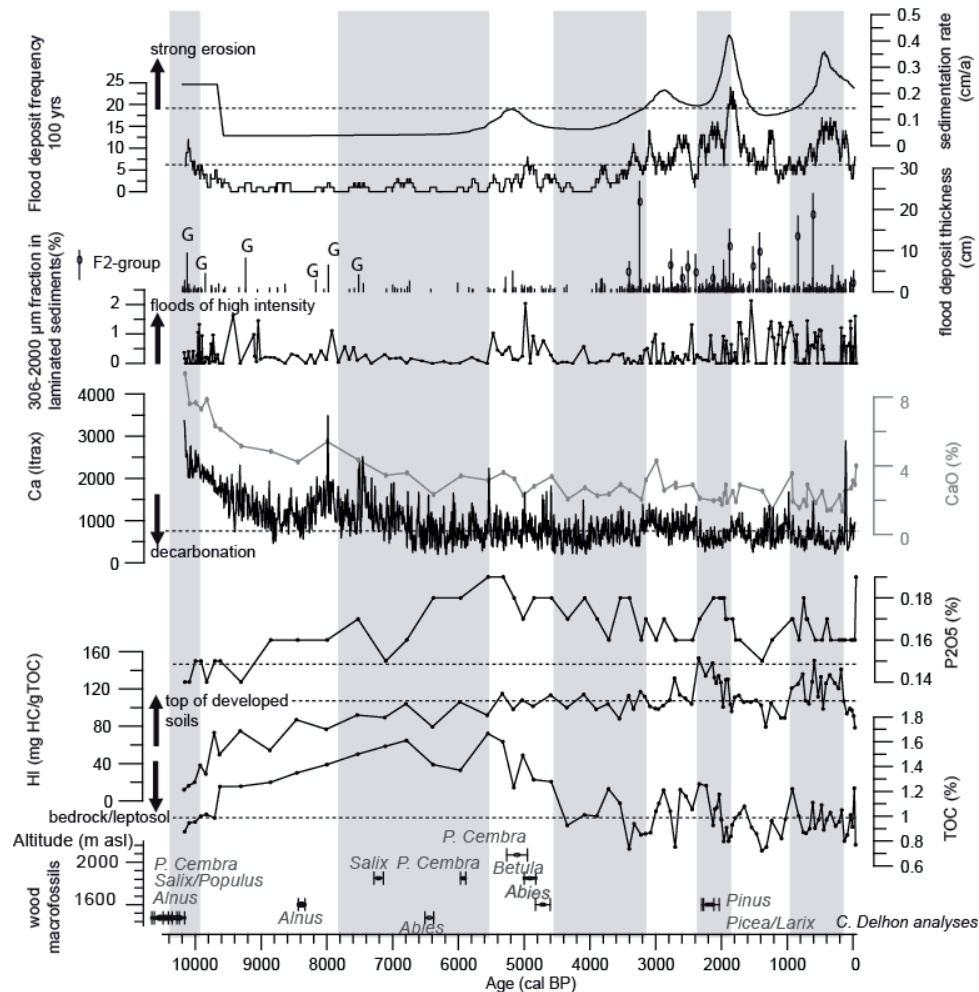 strong erosion
Flood deposit frequency
100 yrs
25
20
15
10
5
0
0.5
0.4
0.3
0.2
0.1
0
sedimentation rate
(cm/a)
30
20
10
0
flood deposit thickness
(cm)
G
G
G
G
G
G
F2-group
306-2000 µm fraction in
laminated sediments(%)
2
1
0
floods of high intensity
Ca (Itrax)
4000
3000
2000
1000
0
decarbonation
8
4
0
CaO (%)
0.18
0.16
0.14
P2O5 (%)
HI (mg HC/gTOC)
160
120
80
40
0
top of developed
soils
bedrock/leptosol
1.8
1.6
1.4
1.2
1
0.8
0.6
TOC (%)
Altitude (m asl)
wood
macrofossils
2000
1600
P. Cembra
Salix/Populus
Alnus
Alnus
Salix
P. Cembra
Abies
P. Cembra
Betula
Abies
Pinus
Picea/Larix
C. Delhon analyses
10000 9000 8000 7000 6000 5000 4000 3000 2000 1000 0
Age (cal BP)